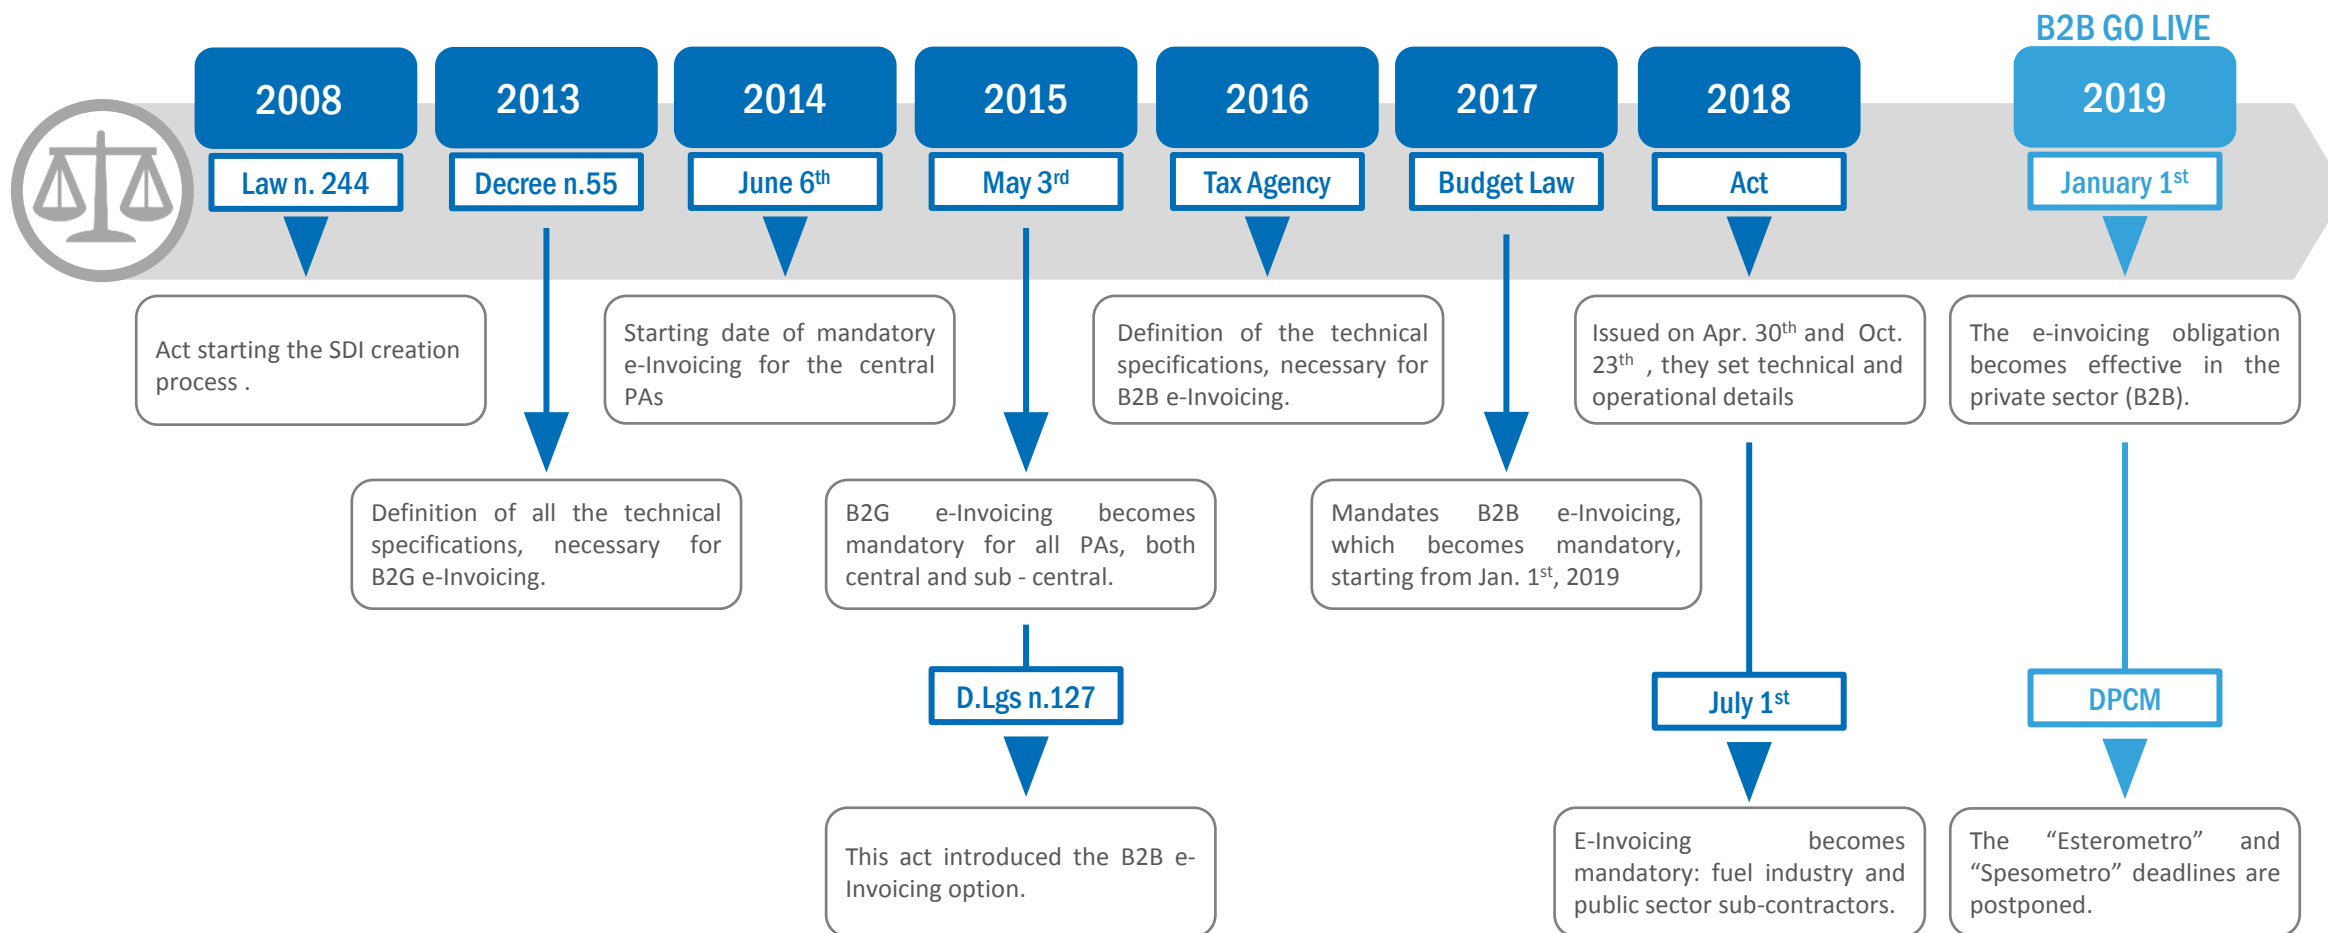 B2B GO LIVE
2008
2013
2014
2015
2016
2017
2018
2019
Law n. 244
Decree n.55
June 6th
May 3rd
Tax Agency
Budget Law
Act
January 1st
Act starting the SDI creation
process .
Starting date of mandatory
e-Invoicing for the central
PAs
Definition of the technical
specifications, necessary for
B2B e-Invoicing.
Issued on Apr. 30th and Oct.
23th , they set technical and
operational details
The e-invoicing obligation
becomes effective in the
private sector (B2B).
Definition of all the technical
specifications, necessary for
B2G e-Invoicing.
B2G e-Invoicing becomes
mandatory for all PAs, both
central and sub - central.
Mandates B2B e-Invoicing,
which becomes mandatory,
starting from Jan. 1st, 2019
D.Lgs n.127
July 1st
DPCM
This act introduced the B2B e-
Invoicing option.
E-Invoicing becomes
mandatory: fuel industry and
public sector sub-contractors.
The “Esterometro” and
“Spesometro” deadlines are
postponed.